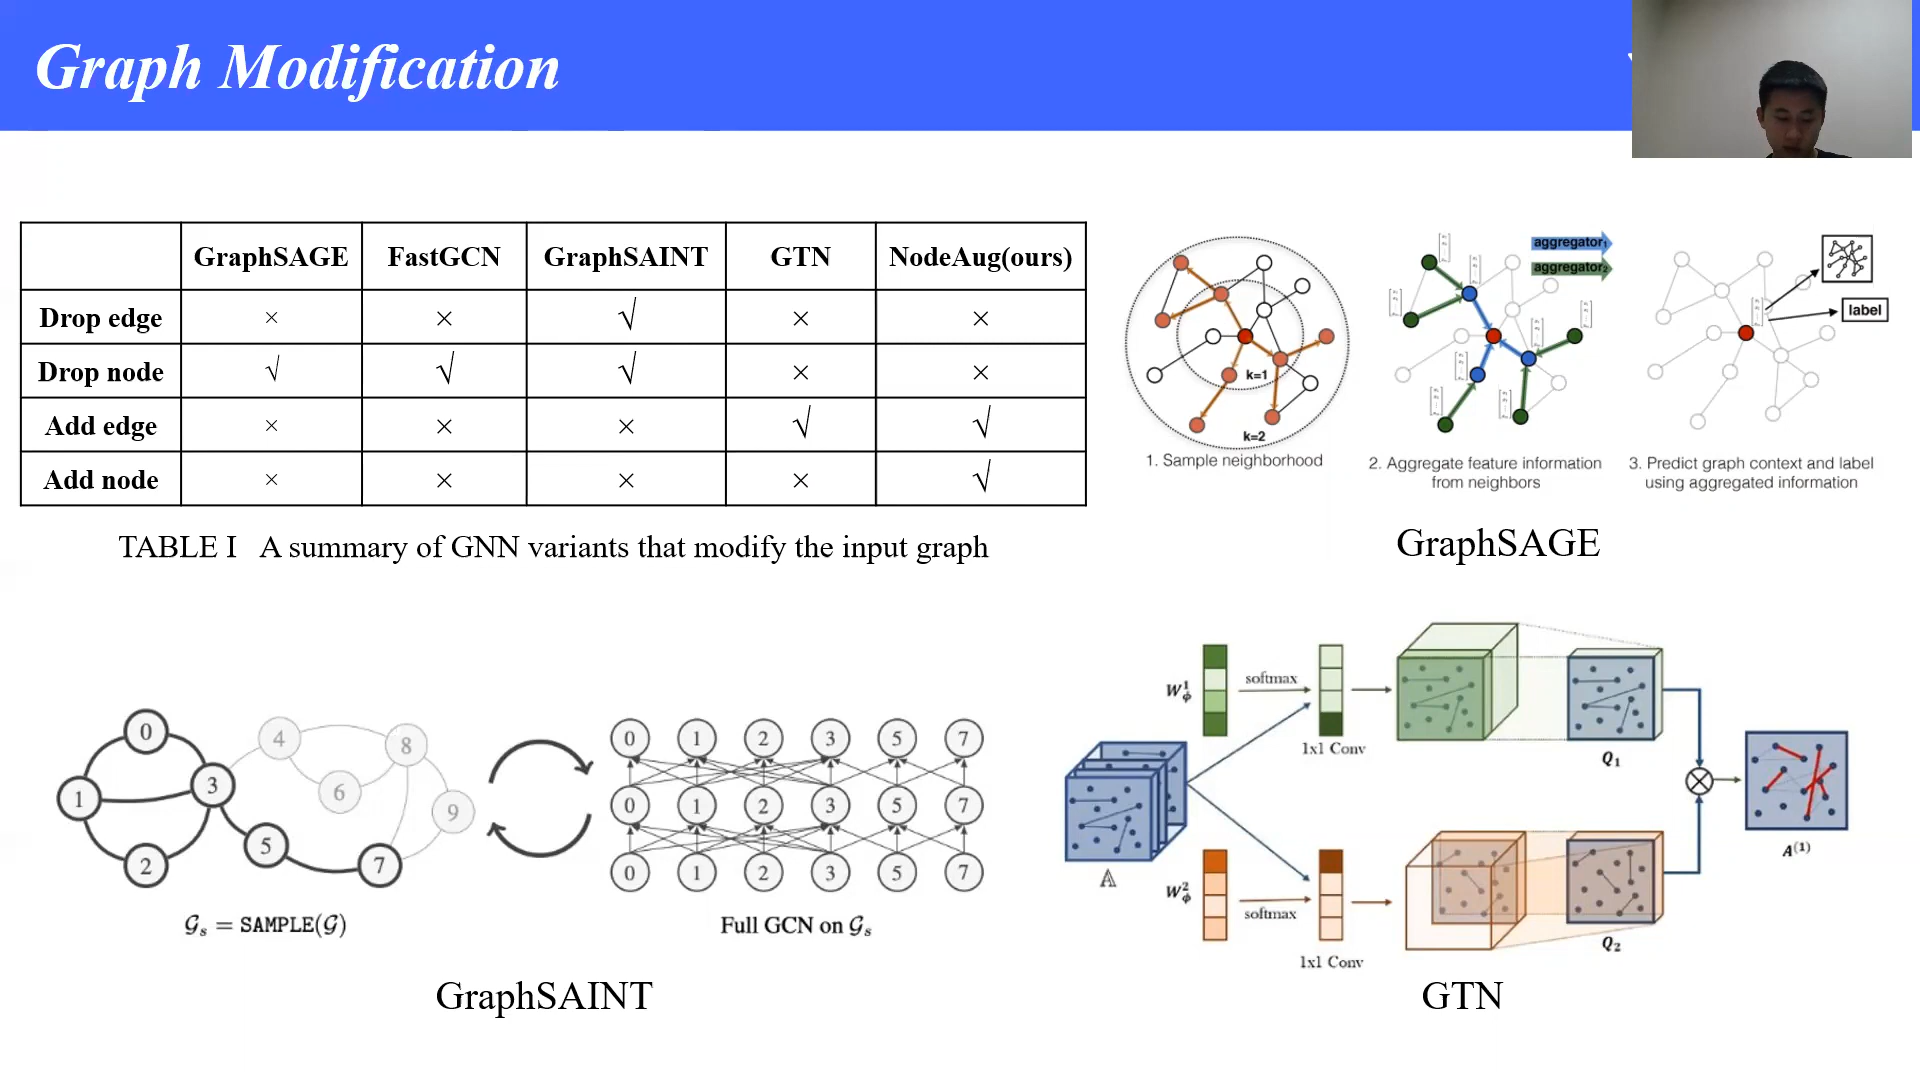 Graph Modification
GraphSAGE FastGCN GraphSAINT GTN NodeAug(ours)
Drop edge × × √ × ×
Drop node √ √ √ × ×
Add edge × × × √ √
Add node × × × × √
TABLE I A summary of GNN variants that modify the input graph
k=1
k=2
1. Sample neighborhood
aggregator₁
aggregator₂
2. Aggregate feature information
from neighbors
label
3. Predict graph context and label
using aggregated information
GraphSAGE
0 4 8
1 3 6 9
2 5 7
𝒢ₛ = SAMPLE(𝒢)
0 1 2 3 5 7
0 1 2 3 5 7
0 1 2 3 5 7
Full GCN on 𝒢ₛ
GraphSAINT
W¹ϕ
softmax
1x1 Conv
Q₁
𝔸
W²ϕ
softmax
1x1 Conv
Q₂
A⁽¹⁾
GTN